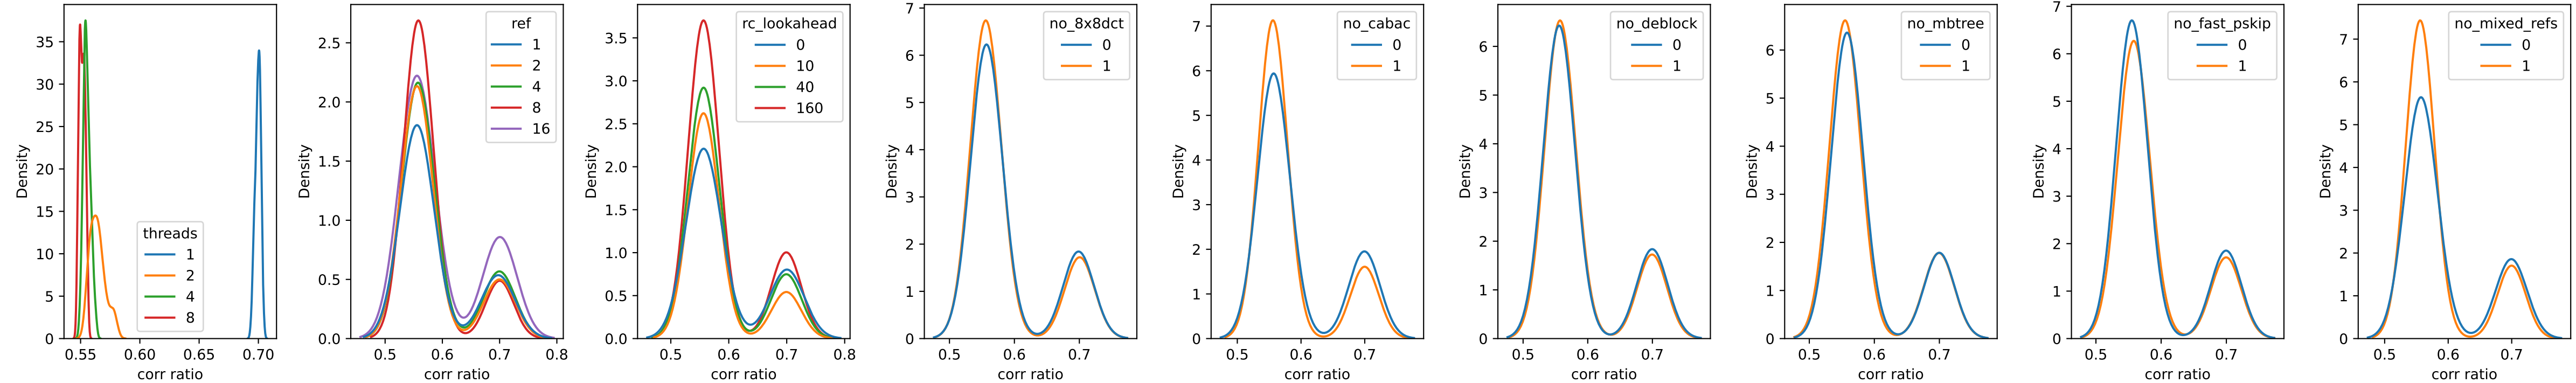 Density
35
30
25
20
15
10
5
0
threads
1
2
4
8
0.55 0.60 0.65 0.70
corr ratio
Density
2.5
2.0
1.5
1.0
0.5
0.0
ref
1
2
4
8
16
0.5 0.6 0.7 0.8
corr ratio
Density
3.5
3.0
2.5
2.0
1.5
1.0
0.5
0.0
rc_lookahead
0
10
40
160
0.5 0.6 0.7 0.8
corr ratio
Density
7
6
5
4
3
2
1
0
no_8x8dct
0
1
0.5 0.6 0.7
corr ratio
Density
7
6
5
4
3
2
1
0
no_cabac
0
1
0.5 0.6 0.7
corr ratio
Density
6
5
4
3
2
1
0
no_deblock
0
1
0.5 0.6 0.7
corr ratio
Density
6
5
4
3
2
1
0
no_mbtree
0
1
0.5 0.6 0.7
corr ratio
Density
7
6
5
4
3
2
1
0
no_fast_pskip
0
1
0.5 0.6 0.7
corr ratio
Density
7
6
5
4
3
2
1
0
no_mixed_refs
0
1
0.5 0.6 0.7
corr ratio